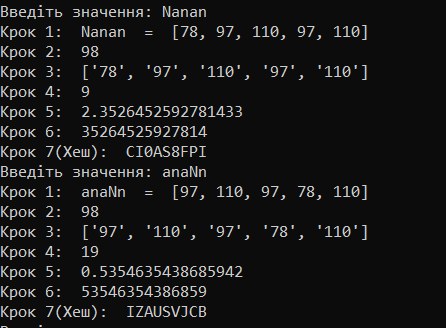 Введіть значення: Nanan
Крок 1:  Nanan  =  [78, 97, 110, 97, 110]
Крок 2:  98
Крок 3:  ['78', '97', '110', '97', '110']
Крок 4:  9
Крок 5:  2.3526452592781433
Крок 6:  35264525927814
Крок 7(Хеш):  CI0AS8FPI
Введіть значення: anaNn
Крок 1:  anaNn  =  [97, 110, 97, 78, 110]
Крок 2:  98
Крок 3:  ['97', '110', '97', '78', '110']
Крок 4:  19
Крок 5:  0.5354635438685942
Крок 6:  53546354386859
Крок 7(Хеш):  IZAUSVJCB